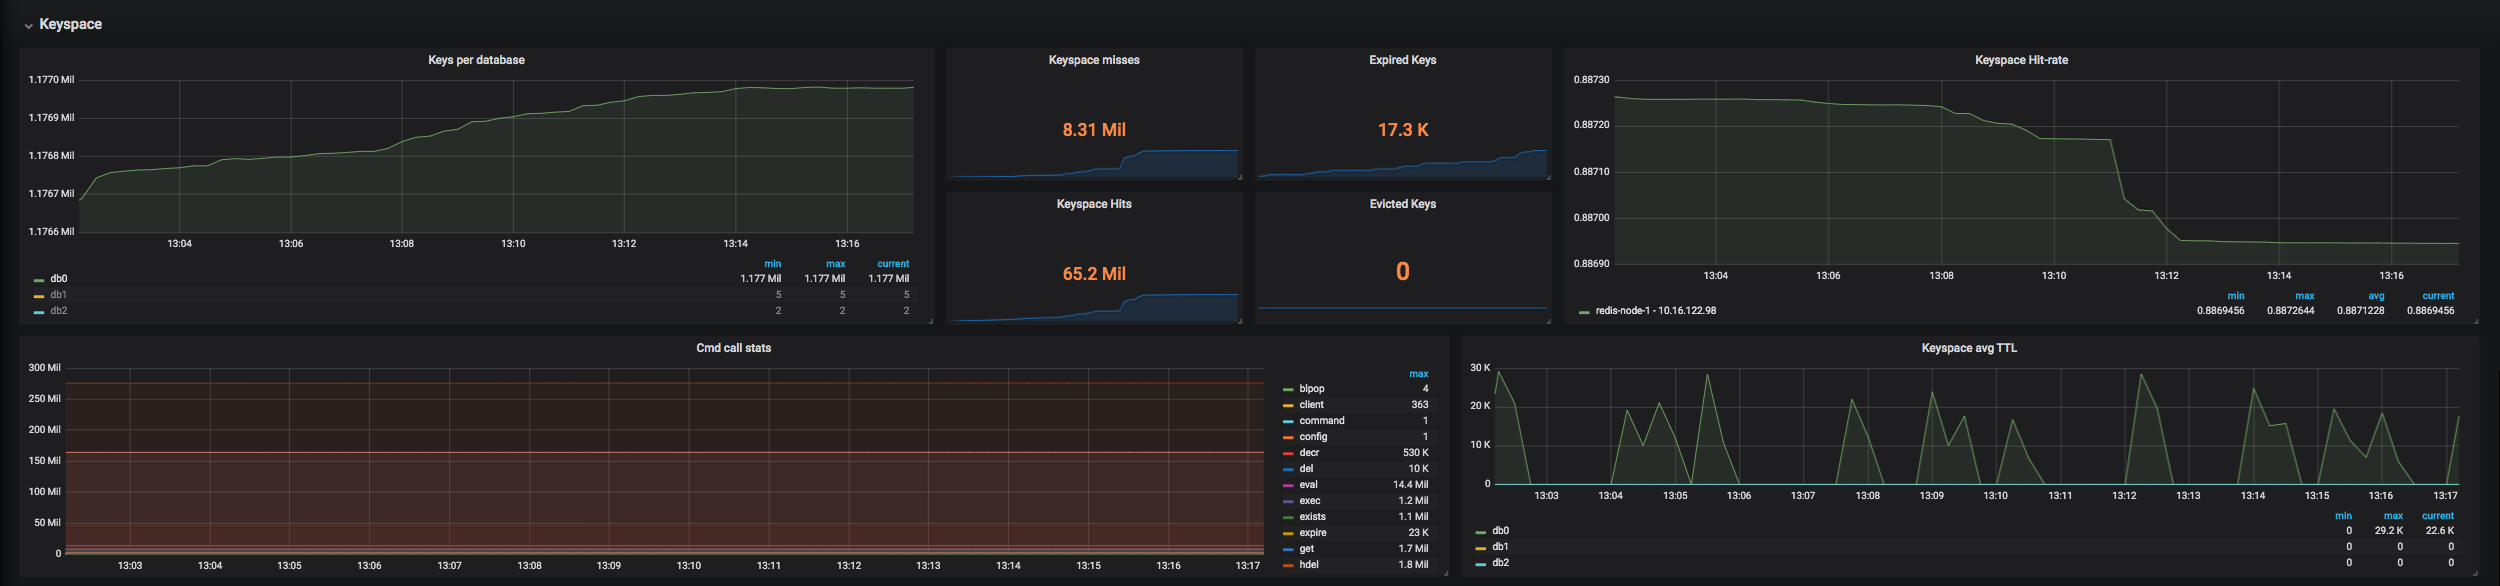 Keyspace
Keys per database
1.1770 Mil
1.1769 Mil
1.1768 Mil
1.1767 Mil
1.1766 Mil
13:04 13:06 13:08 13:10 13:12 13:14 13:16
min max current
db0 1.177 Mil 1.177 Mil 1.177 Mil
db1 5 5 5
db2 2 2 2
Keyspace misses
8.31 Mil
Expired Keys
17.3 K
Keyspace Hits
65.2 Mil
Evicted Keys
0
Keyspace Hit-rate
0.88730
0.88720
0.88710
0.88700
0.88690
13:04 13:06 13:08 13:10 13:12 13:14 13:16
min max avg current
redis-node-1 - 10.16.122.98 0.8869456 0.8872644 0.8871228 0.8869456
Cmd call stats
300 Mil
250 Mil
200 Mil
150 Mil
100 Mil
50 Mil
0
13:03 13:04 13:05 13:06 13:07 13:08 13:09 13:10 13:11 13:12 13:13 13:14 13:15 13:16 13:17
max
blpop 4
client 363
command 1
config 1
decr 530 K
del 10 K
eval 14.4 Mil
exec 1.2 Mil
exists 1.1 Mil
expire 23 K
get 1.7 Mil
hdel 1.8 Mil
Keyspace avg TTL
30 K
20 K
10 K
0
13:03 13:04 13:05 13:06 13:07 13:08 13:09 13:10 13:11 13:12 13:13 13:14 13:15 13:16 13:17
min max current
db0 0 29.2 K 22.6 K
db1 0 0 0
db2 0 0 0